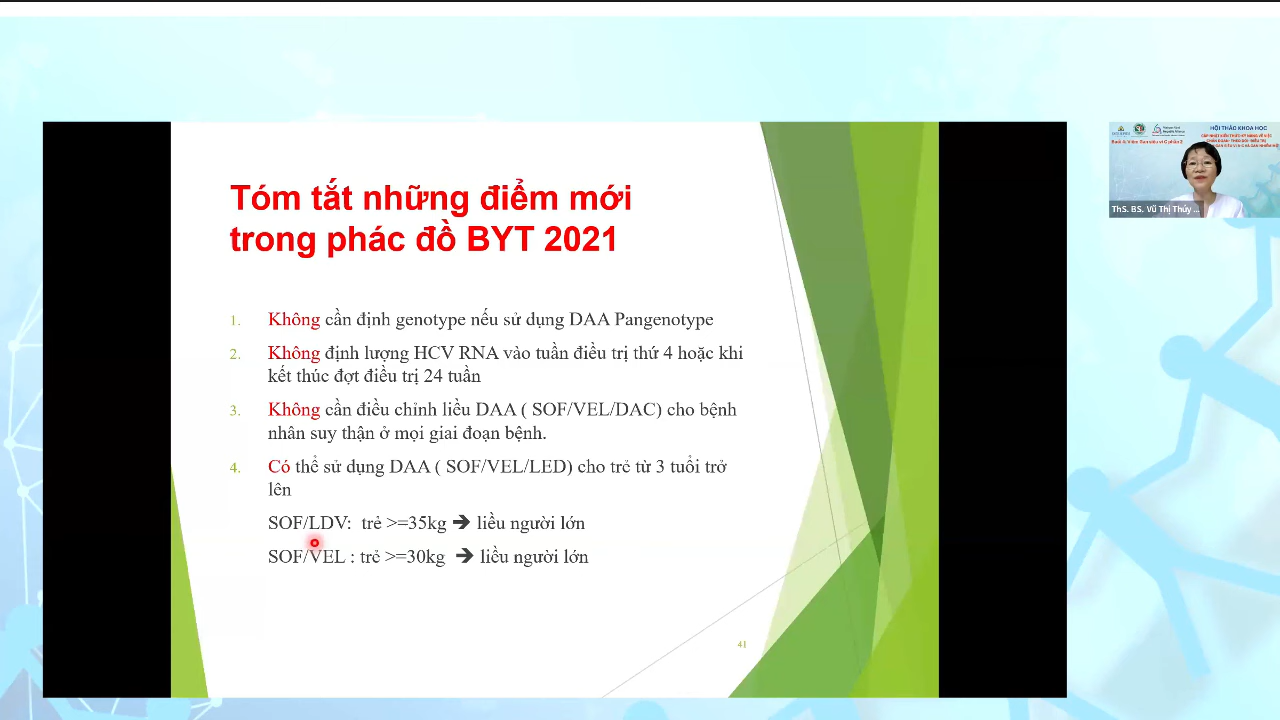 Tóm tắt những điểm mới
trong phác đồ BYT 2021
1. Không cần định genotype nếu sử dụng DAA Pangenotype
2. Không định lượng HCV RNA vào tuần điều trị thứ 4 hoặc khi
kết thúc đợt điều trị 24 tuần
3. Không cần điều chỉnh liều DAA ( SOF/VEL/DAC) cho bệnh
nhân suy thận ở mọi giai đoạn bệnh.
4. Có thể sử dụng DAA ( SOF/VEL/LED) cho trẻ từ 3 tuổi trở
lên
SOF/LDV: trẻ >=35kg ➔ liều người lớn
SOF/VEL : trẻ >=30kg ➔ liều người lớn
41
HỘI THẢO KHOA HỌC
ThS. BS. Vũ Thị Thúy ...